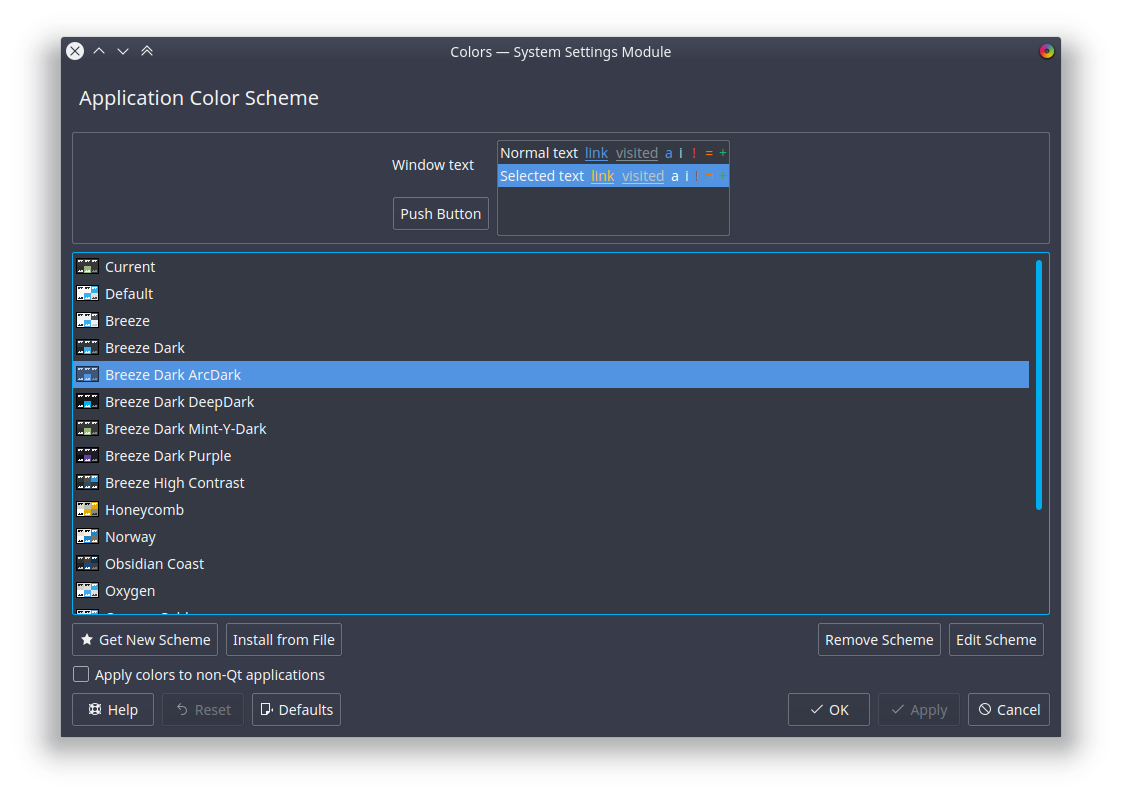 Colors — System Settings Module
Application Color Scheme
Window text
Normal text link visited a i ! = +
Selected text link visited a i ! = +
Push Button
Current
Default
Breeze
Breeze Dark
Breeze Dark ArcDark
Breeze Dark DeepDark
Breeze Dark Mint-Y-Dark
Breeze Dark Purple
Breeze High Contrast
Honeycomb
Norway
Obsidian Coast
Oxygen
Get New Scheme Install from File Remove Scheme Edit Scheme
Apply colors to non-Qt applications
Help Reset Defaults OK Apply Cancel